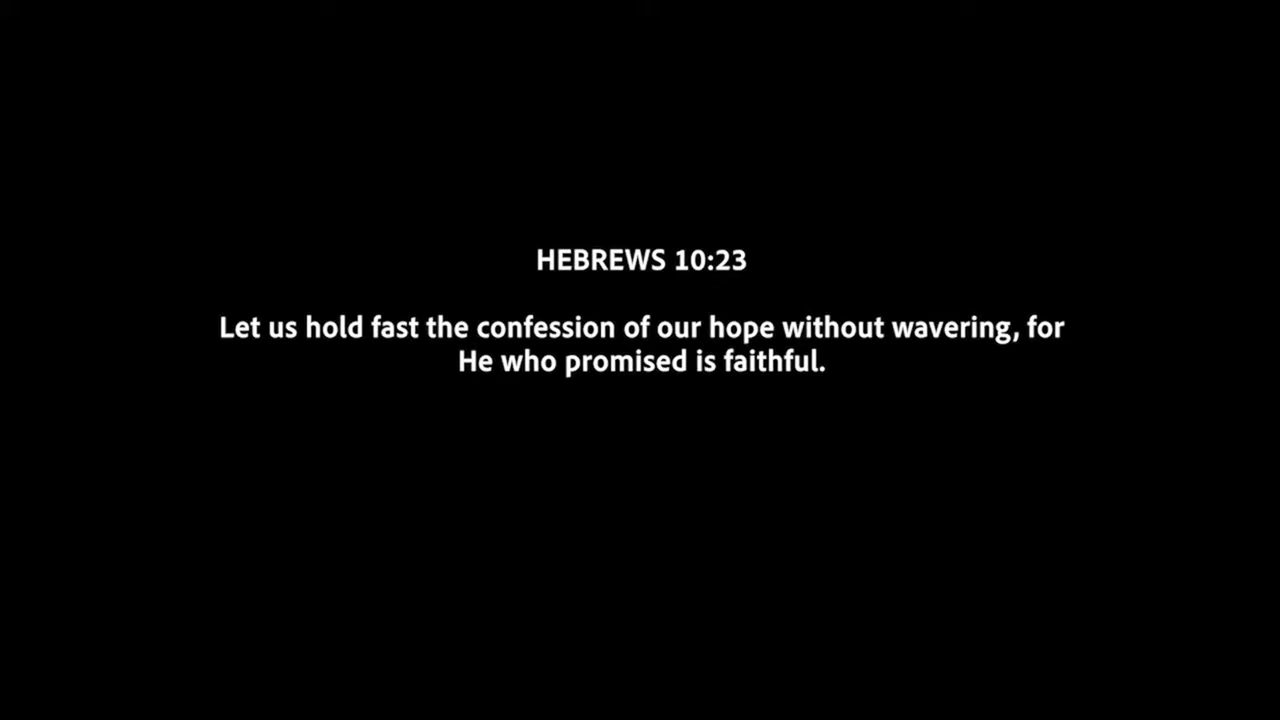 HEBREWS 10:23
Let us hold fast the confession of our hope without wavering, for
He who promised is faithful.